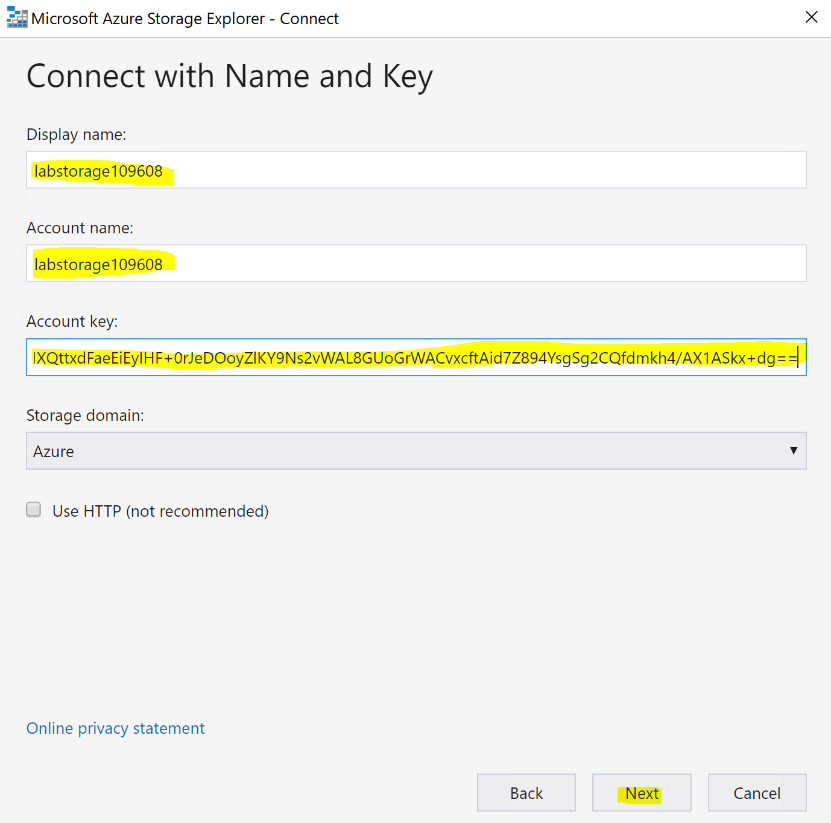 Microsoft Azure Storage Explorer - Connect
Connect with Name and Key
Display name:
labstorage109608
Account name:
labstorage109608
Account key:
IXQttxdFaeEiEyIHF+0rJeDOoyZlKY9Ns2vWAL8GUoGrWACvxcftAid7Z894YsgSg2CQfdmkh4/AX1ASkx+dg==
Storage domain:
Azure
Use HTTP (not recommended)
Online privacy statement
Back Next Cancel